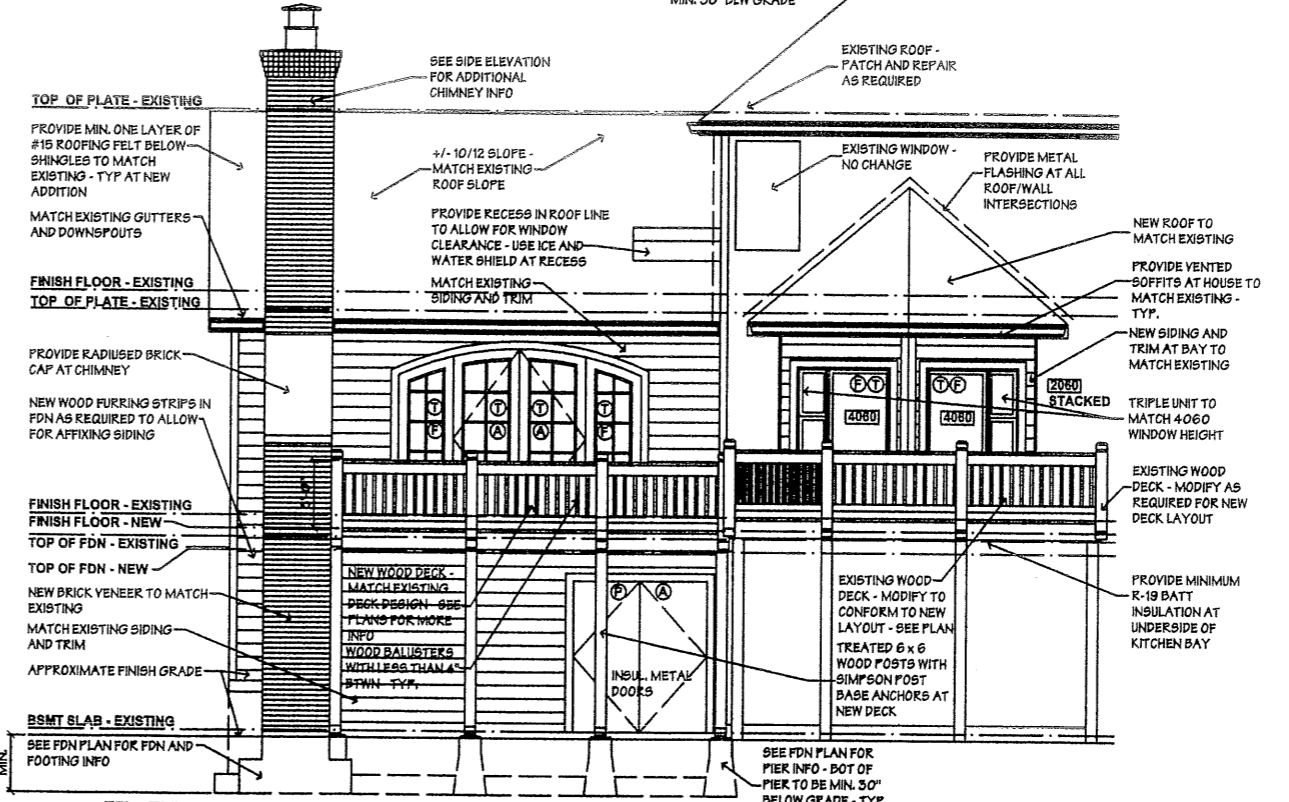 MIN. 30" BLW GRADE
SEE SIDE ELEVATION
FOR ADDITIONAL
CHIMNEY INFO
EXISTING ROOF -
PATCH AND REPAIR
AS REQUIRED
TOP OF PLATE - EXISTING
PROVIDE MIN. ONE LAYER OF
#15 ROOFING FELT BELOW
SHINGLES TO MATCH
EXISTING - TYP AT NEW
ADDITION
+/- 10/12 SLOPE -
MATCH EXISTING
ROOF SLOPE
EXISTING WINDOW -
NO CHANGE
PROVIDE METAL
FLASHING AT ALL
ROOF/WALL
INTERSECTIONS
MATCH EXISTING GUTTERS
AND DOWNSPOUTS
PROVIDE RECESS IN ROOF LINE
TO ALLOW FOR WINDOW
CLEARANCE - USE ICE AND
WATER SHIELD AT RECESS
NEW ROOF TO
MATCH EXISTING
PROVIDE VENTED
SOFFITS AT HOUSE TO
MATCH EXISTING -
TYP.
FINISH FLOOR - EXISTING
TOP OF PLATE - EXISTING
MATCH EXISTING
SIDING AND TRIM
NEW SIDING AND
TRIM AT BAY TO
MATCH EXISTING
PROVIDE RADIUSED BRICK
CAP AT CHIMNEY
2060
STACKED
F T
T F
4060
4060
TRIPLE UNIT TO
MATCH 4060
WINDOW HEIGHT
NEW WOOD FURRING STRIPS IN
FDN AS REQUIRED TO ALLOW
FOR AFFIXING SIDING
T T T T
F A A F
EXISTING WOOD
DECK - MODIFY AS
REQUIRED FOR NEW
DECK LAYOUT
FINISH FLOOR - EXISTING
FINISH FLOOR - NEW
TOP OF FDN - EXISTING
TOP OF FDN - NEW
NEW BRICK VENEER TO MATCH
EXISTING
MATCH EXISTING SIDING
AND TRIM
APPROXIMATE FINISH GRADE
NEW WOOD DECK -
MATCH EXISTING
DECK DESIGN - SEE
PLANS FOR MORE
INFO
WOOD BALUSTERS
WITH LESS THAN 4"
BTWN - TYP.
A
INSUL. METAL
DOORS
EXISTING WOOD
DECK - MODIFY TO
CONFORM TO NEW
LAYOUT - SEE PLAN
TREATED 6 x 6
WOOD POSTS WITH
SIMPSON POST
BASE ANCHORS AT
NEW DECK
PROVIDE MINIMUM
R-19 BATT
INSULATION AT
UNDERSIDE OF
KITCHEN BAY
BSMT SLAB - EXISTING
SEE FDN PLAN FOR FDN AND
FOOTING INFO
MIN.
SEE FDN PLAN FOR
PIER INFO - BOT OF
PIER TO BE MIN. 30"
BELOW GRADE - TYP